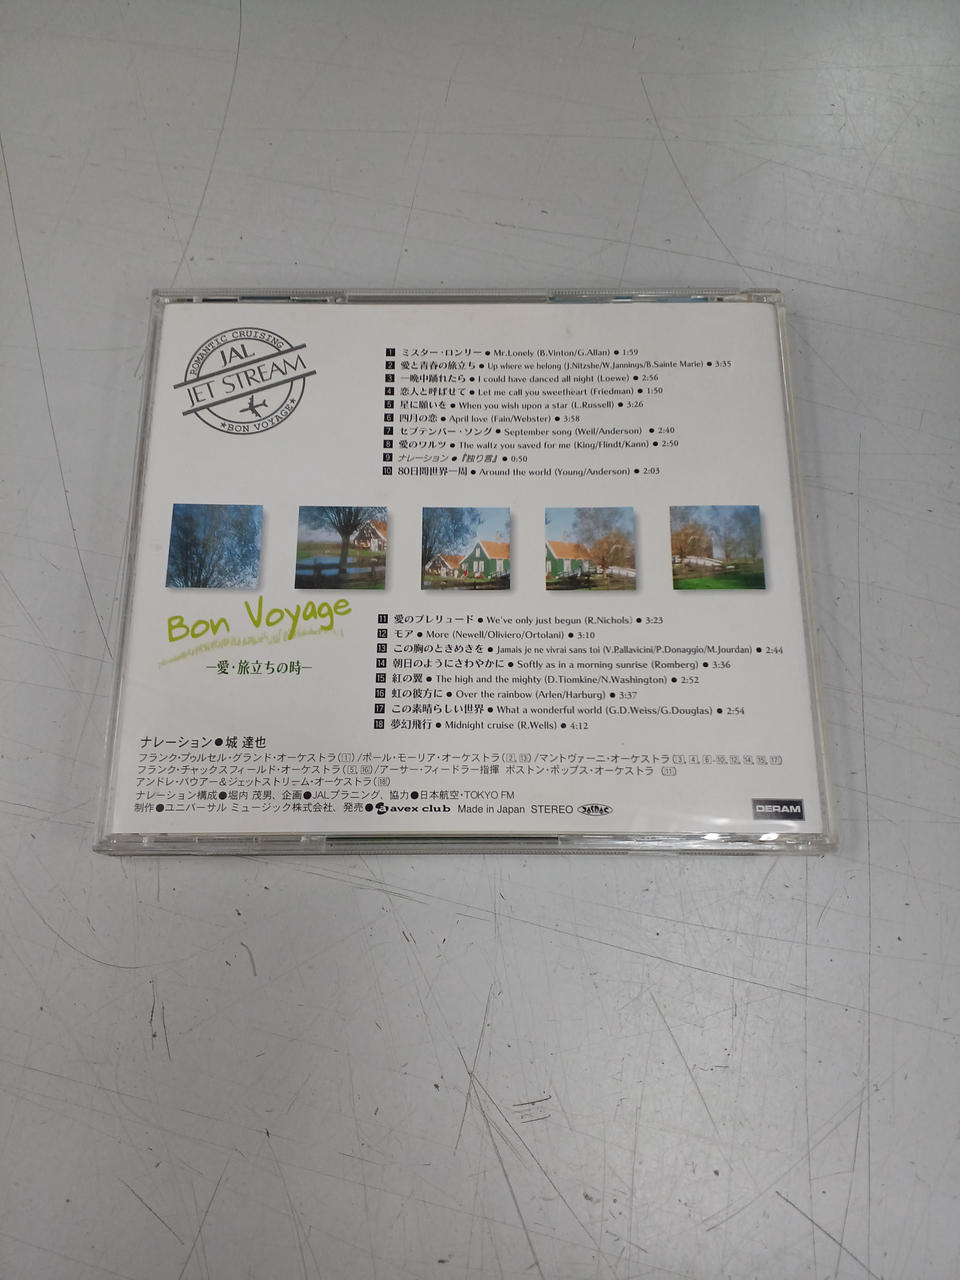 ROMANTIC CRUISING
JAL
JET STREAM
★BON VOYAGE★
1 ミスター・ロンリー ● Mr.Lonely (B.Vinton/G.Allan) ● 1:59
2 愛と青春の旅立ち ● Up where we belong (J.Nitzshe/W.Jannings/B.Sainte Marie) ● 3:35
3 一晩中踊れたら ● I could have danced all night (Loewe) ● 2:56
4 恋人と呼ばせて ● Let me call you sweetheart (Friedman) ● 1:50
5 星に願いを ● When you wish upon a star (L.Russell) ● 3:26
6 四月の恋 ● April love (Fain/Webster) ● 3:58
7 セプテンバー・ソング ● September song (Weil/Anderson) ● 2:40
8 愛のワルツ ● The waltz you saved for me (King/Flindt/Kann) ● 2:50
9 ナレーション ● 『独り言』 ● 0:50
10 80日間世界一周 ● Around the world (Young/Anderson) ● 2:03
Bon Voyage
―愛・旅立ちの時―
11 愛のプレリュード ● We've only just begun (R.Nichols) ● 3:23
12 モア ● More (Newell/Oliviero/Ortolani) ● 3:10
13 この胸のときめきを ● Jamais je ne vivrai sans toi (V.Pallavicini/P.Donaggio/M.Jourdan) ● 2:44
14 朝日のようにさわやかに ● Softly as in a morning sunrise (Romberg) ● 3:36
15 紅の翼 ● The high and the mighty (D.Tiomkine/N.Washington) ● 2:52
16 虹の彼方に ● Over the rainbow (Arlen/Harburg) ● 3:37
17 この素晴らしい世界 ● What a wonderful world (G.D.Weiss/G.Douglas) ● 2:54
18 夢幻飛行 ● Midnight cruise (R.Wells) ● 4:12
ナレーション●城 達也
フランク・プゥルセル・グランド・オーケストラ(1)/ポール・モーリア・オーケストラ(2,13)/マントヴァーニ・オーケストラ(3,4,6-10,12,14,15,17)
フランク・チャックスフィールド・オーケストラ(5,16)/アーサー・フィードラー指揮 ボストン・ポップス・オーケストラ (11)
アンドレ・バウアー&ジェットストリーム・オーケストラ(18)
ナレーション構成●堀内 茂男、企画●JALプラニング、協力●日本航空・TOKYO FM
制作●ユニバーサル ミュージック株式会社、発売●avex club Made in Japan STEREO
DERAM